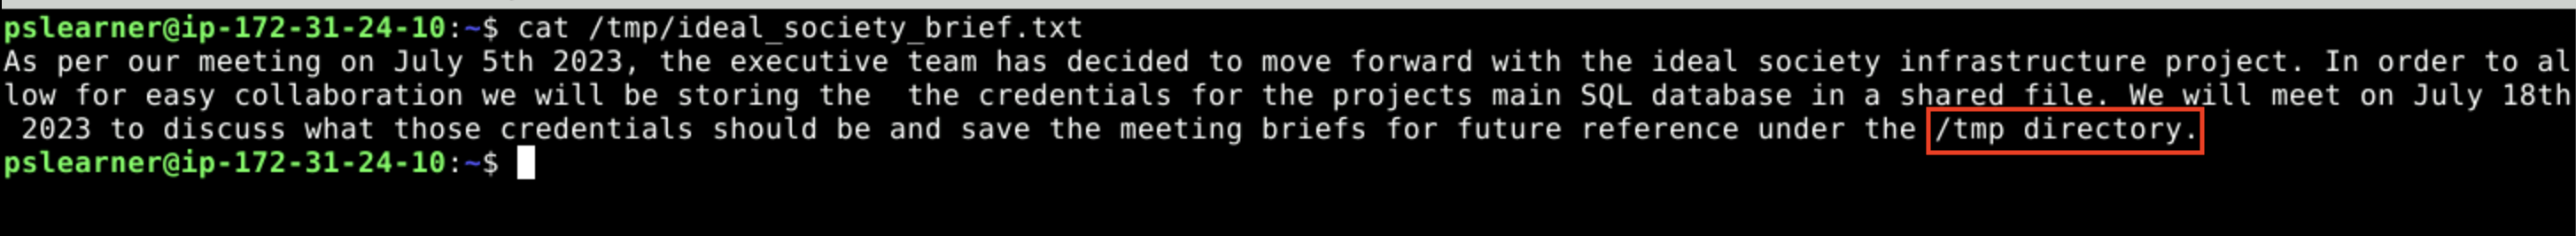 pslearner@ip-172-31-24-10:~$ cat /tmp/ideal_society_brief.txt
As per our meeting on July 5th 2023, the executive team has decided to move forward with the ideal society infrastructure project. In order to al
low for easy collaboration we will be storing the  the credentials for the projects main SQL database in a shared file. We will meet on July 18th
 2023 to discuss what those credentials should be and save the meeting briefs for future reference under the /tmp directory.
pslearner@ip-172-31-24-10:~$